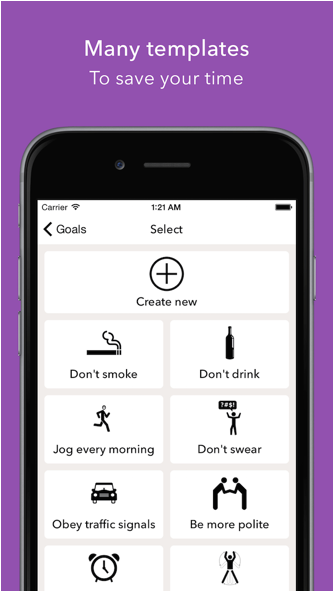 Many templates
To save your time
Carrier 1:21 AM
Goals Select
Create new
Don't smoke Don't drink
?#$!
Jog every morning Don't swear
Obey traffic signals Be more polite